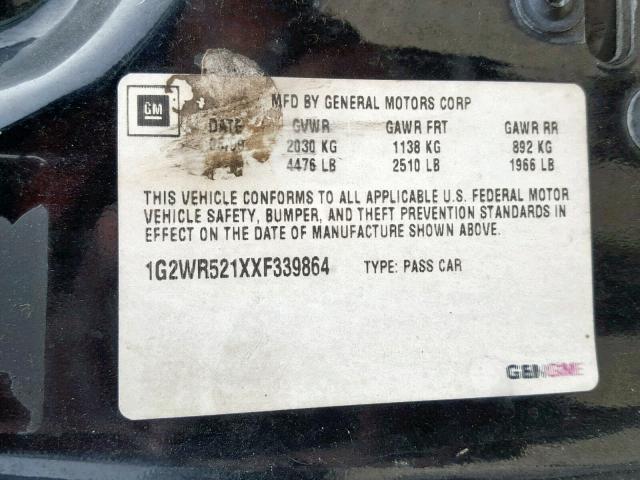 GM
MFD BY GENERAL MOTORS CORP
DATE GVWR GAWR FRT GAWR RR
2030 KG 1138 KG 892 KG
4476 LB 2510 LB 1966 LB
THIS VEHICLE CONFORMS TO ALL APPLICABLE U.S. FEDERAL MOTOR
VEHICLE SAFETY, BUMPER, AND THEFT PREVENTION STANDARDS IN
EFFECT ON THE DATE OF MANUFACTURE SHOWN ABOVE.
1G2WR521XXF339864 TYPE: PASS CAR